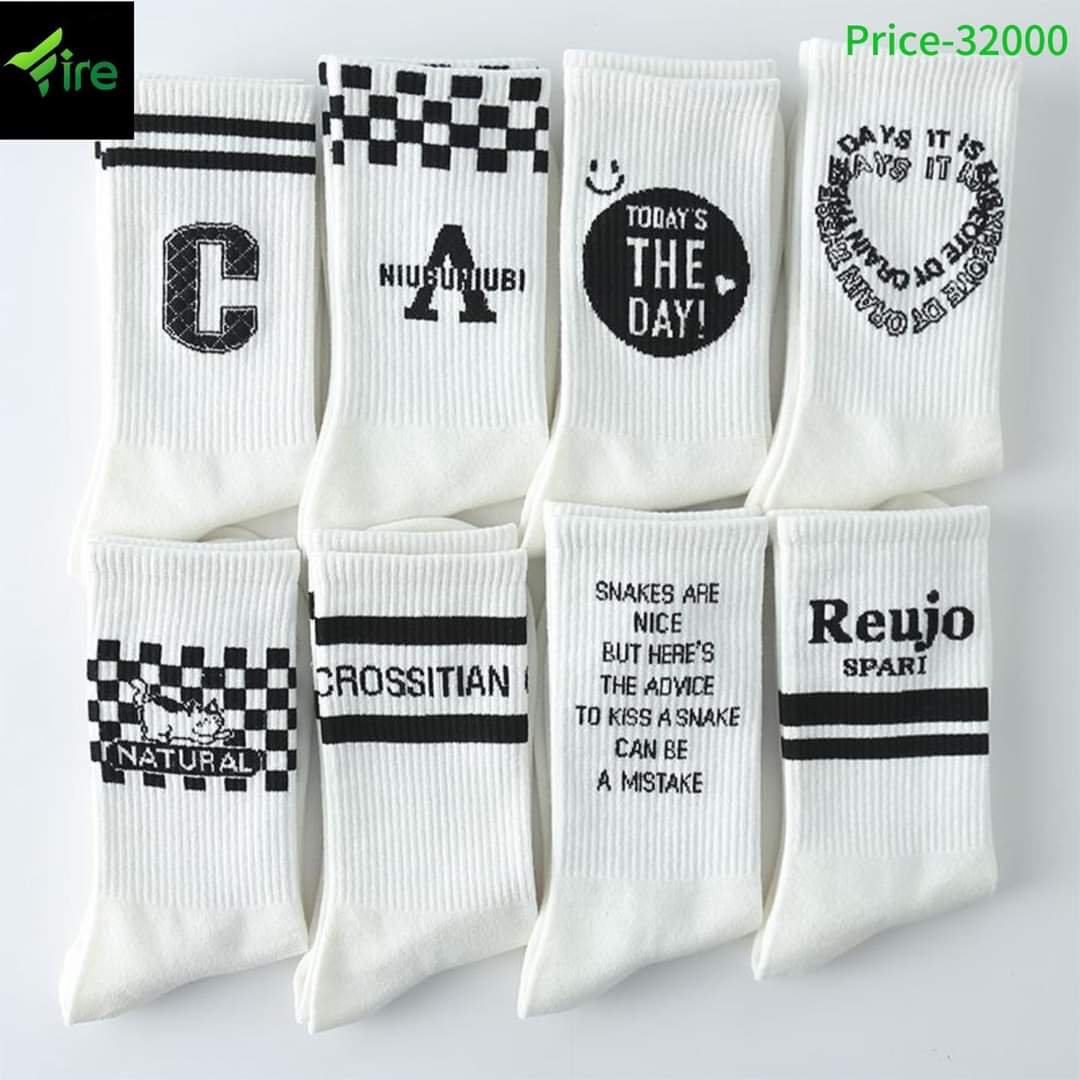 Fire
Price-32000
C
A
NIUBUNIUBI
TODAY'S
THE
DAY!
DAYS IT IS
NATURAL
CROSSITIAN
SNAKES ARE
NICE
BUT HERE'S
THE ADVICE
TO KISS A SNAKE
CAN BE
A MISTAKE
Reujo
SPARI